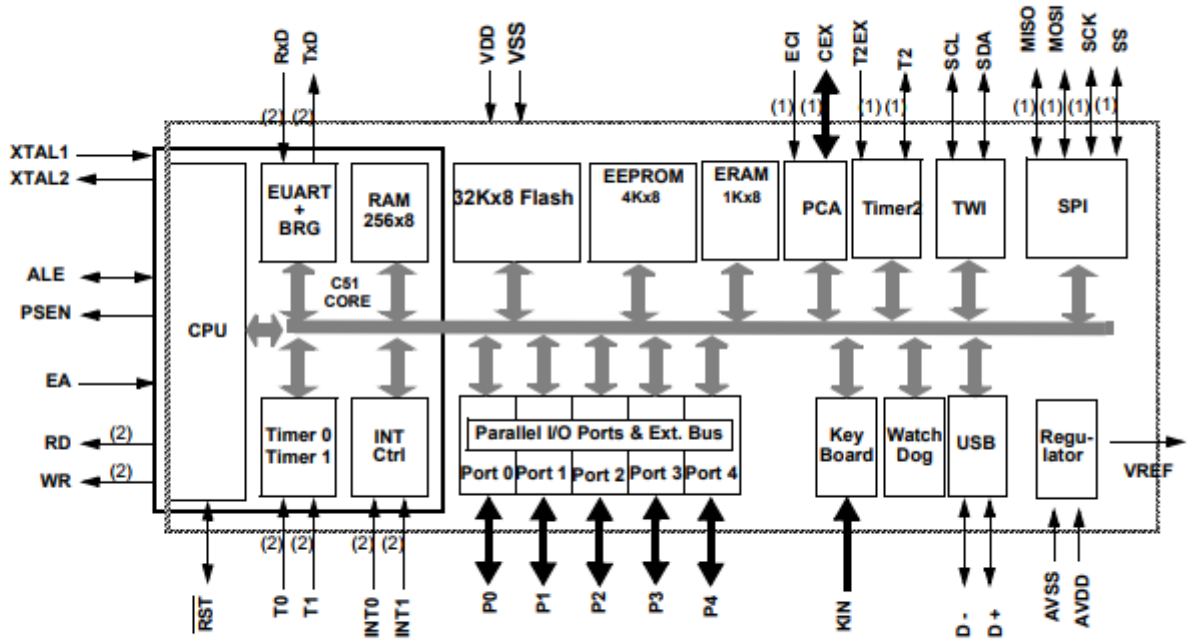 RxD
TxD
VDD
VSS
ECI
CEX
T2EX
T2
SCL
SDA
MISO
MOSI
SCK
SS
(2) (2)
(1) (1)
(1) (1)
(1) (1) (1) (1)
XTAL1
XTAL2
ALE
PSEN
EA
RD (2)
WR (2)
CPU
EUART
+
BRG
RAM
256x8
C51
CORE
Timer 0
Timer 1
INT
Ctrl
32Kx8 Flash
EEPROM
4Kx8
ERAM
1Kx8
PCA
Timer2
TWI
SPI
Parallel I/O Ports & Ext. Bus
Port 0 Port 1 Port 2 Port 3 Port 4
Key
Board
Watch
Dog
USB
Regu-
lator
VREF
(2) (2)
(2) (2)
RST
T0
T1
INT0
INT1
P0
P1
P2
P3
P4
KIN
D -
D +
AVSS
AVDD